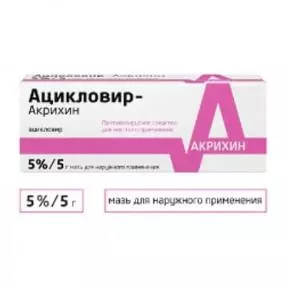 Ацикловир-
Акрихин
Противовирусное средство
для местного применения
ацикловир
АКРИХИН
5%/5 г мазь для наружного применения
5%/5 г
мазь для наружного применения